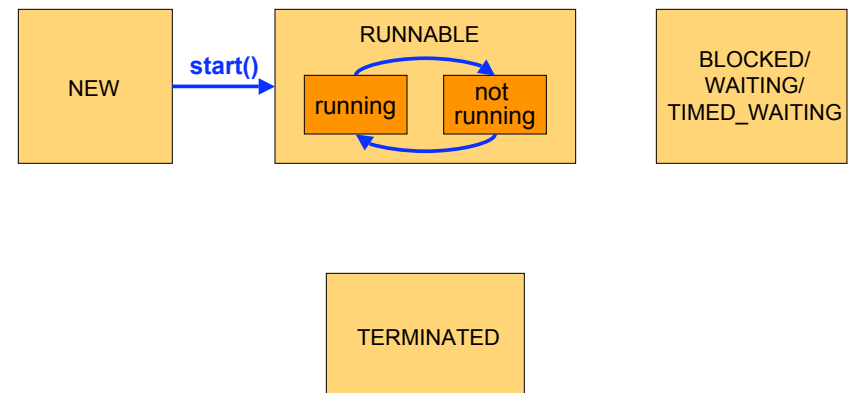 NEW
start()
RUNNABLE
running
not
running
BLOCKED/
WAITING/
TIMED_WAITING
TERMINATED